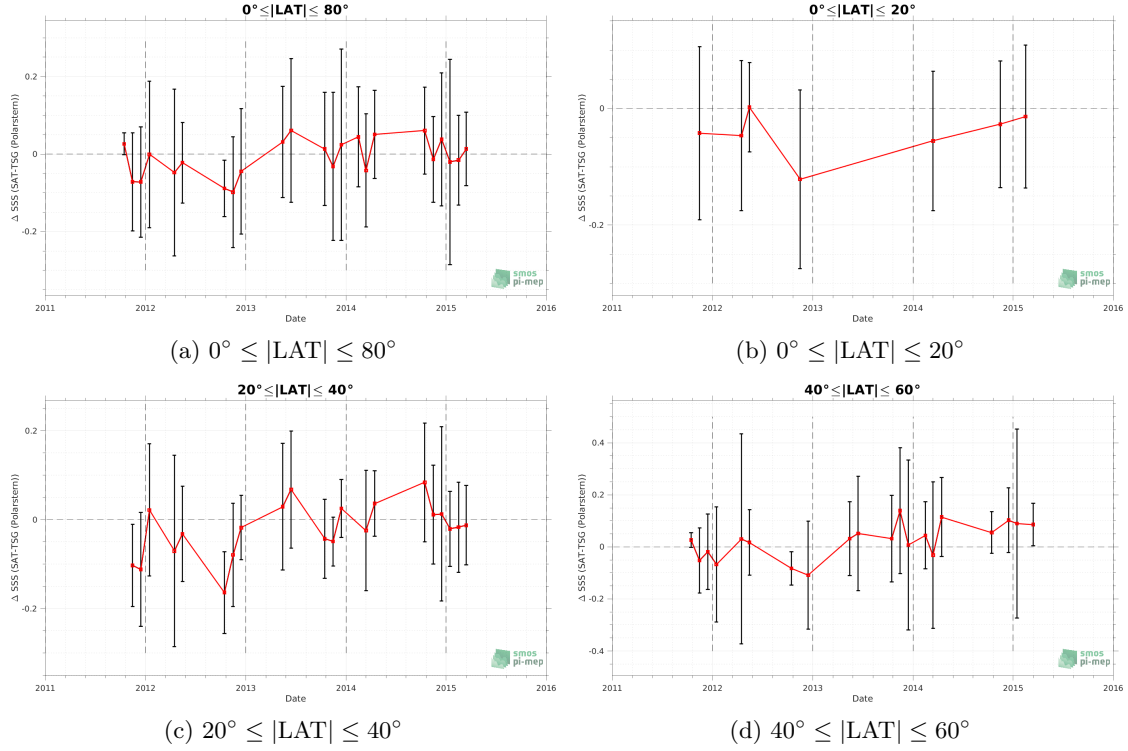 0°≤|LAT|≤ 80°
Δ SSS (SAT-TSG (Polarstern))
0.2
0
-0.2
2011 2012 2013 2014 2015 2016
Date
smos
pi-mep
(a) 0° ≤ |LAT| ≤ 80°
0°≤|LAT|≤ 20°
Δ SSS (SAT-TSG (Polarstern))
0
-0.2
2011 2012 2013 2014 2015 2016
Date
smos
pi-mep
(b) 0° ≤ |LAT| ≤ 20°
20°≤|LAT|≤ 40°
Δ SSS (SAT-TSG (Polarstern))
0.2
0
-0.2
2011 2012 2013 2014 2015 2016
Date
smos
pi-mep
(c) 20° ≤ |LAT| ≤ 40°
40°≤|LAT|≤ 60°
Δ SSS (SAT-TSG (Polarstern))
0.4
0.2
0
-0.2
-0.4
2011 2012 2013 2014 2015 2016
Date
smos
pi-mep
(d) 40° ≤ |LAT| ≤ 60°